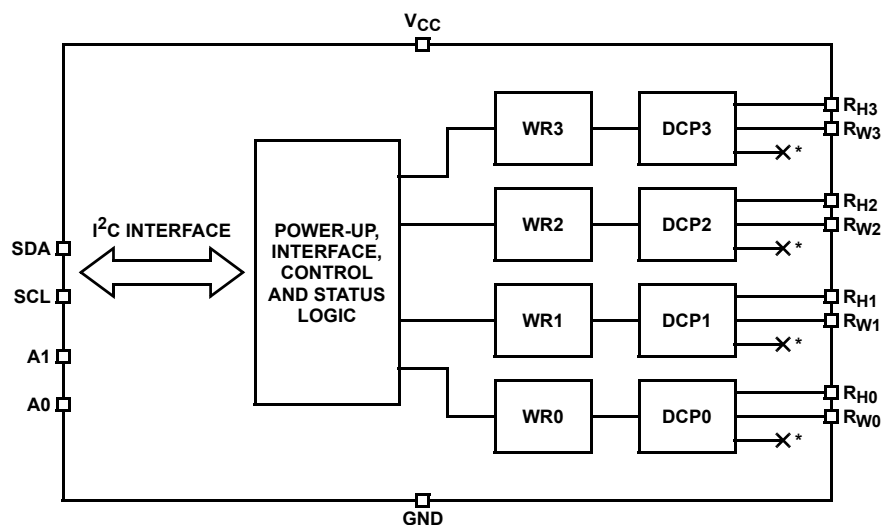 VCC
RH3
WR3
DCP3
RW3
*
RH2
I2C INTERFACE
POWER-UP,
INTERFACE,
CONTROL
AND STATUS
LOGIC
WR2
DCP2
RW2
*
SDA
SCL
RH1
WR1
DCP1
RW1
*
A1
A0
RH0
WR0
DCP0
RW0
*
GND